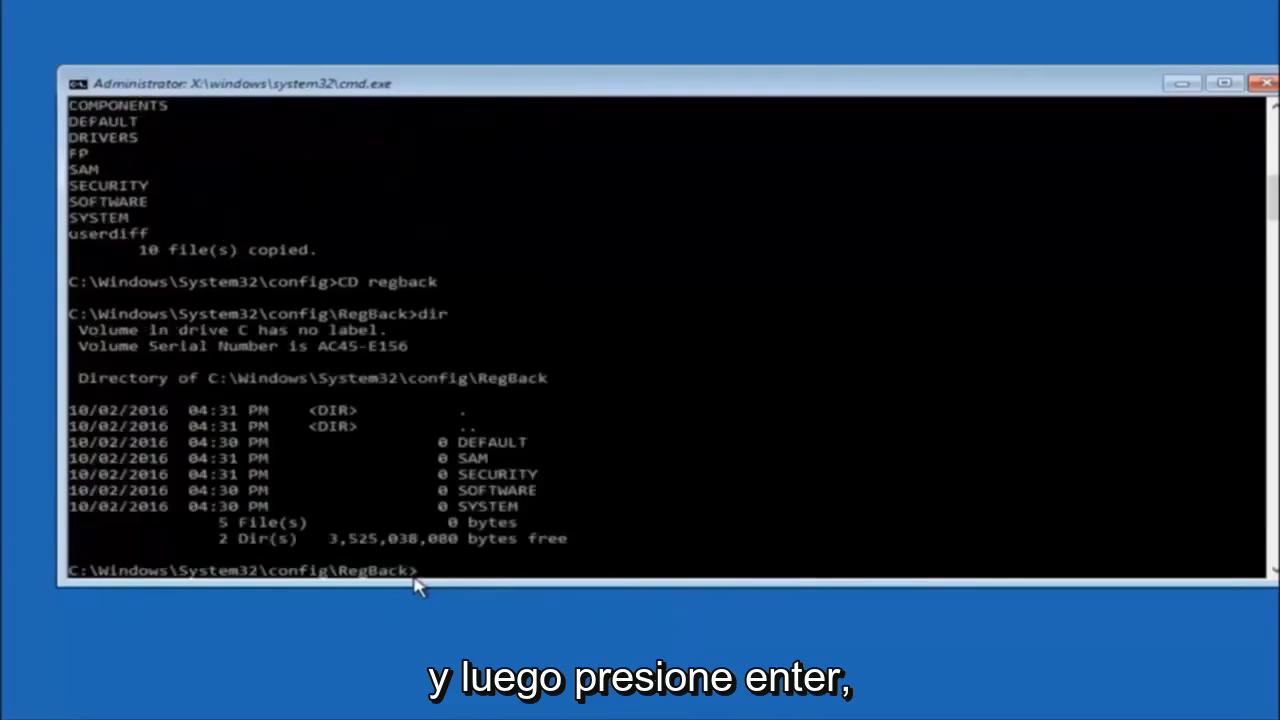 Administrator: X:\windows\system32\cmd.exe
COMPONENTS
DEFAULT
DRIVERS
FP
SAM
SECURITY
SOFTWARE
SYSTEM
userdiff
10 file(s) copied.
C:\Windows\System32\config>CD regback
C:\Windows\System32\config\RegBack>dir
Volume in drive C has no label.
Volume Serial Number is AC45-E156
Directory of C:\Windows\System32\config\RegBack
10/02/2016 04:31 PM <DIR> .
10/02/2016 04:31 PM <DIR> ..
10/02/2016 04:30 PM 0 DEFAULT
10/02/2016 04:31 PM 0 SAM
10/02/2016 04:31 PM 0 SECURITY
10/02/2016 04:30 PM 0 SOFTWARE
10/02/2016 04:30 PM 0 SYSTEM
5 File(s) 0 bytes
2 Dir(s) 3,525,038,080 bytes free
C:\Windows\System32\config\RegBack>
y luego presione enter,